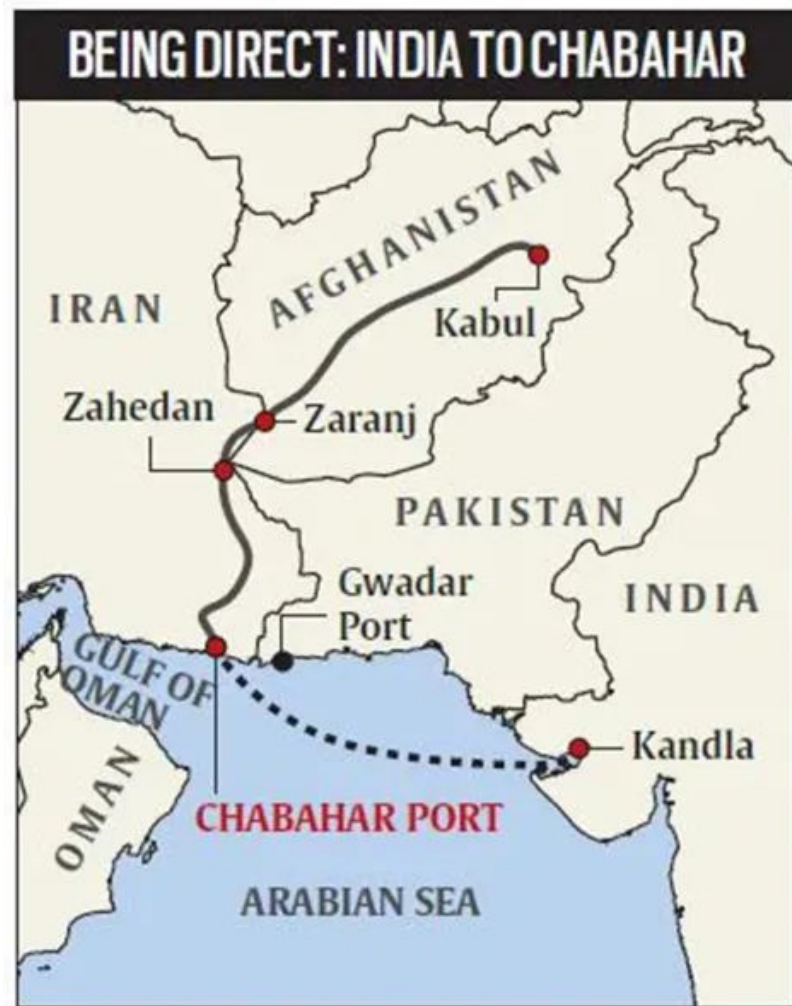 BEING DIRECT: INDIA TO CHABAHAR
AFGHANISTAN
IRAN
Kabul
Zahedan
Zaranj
PAKISTAN
Gwadar
Port
INDIA
GULF OF
OMAN
Kandla
OMAN
CHABAHAR PORT
ARABIAN SEA